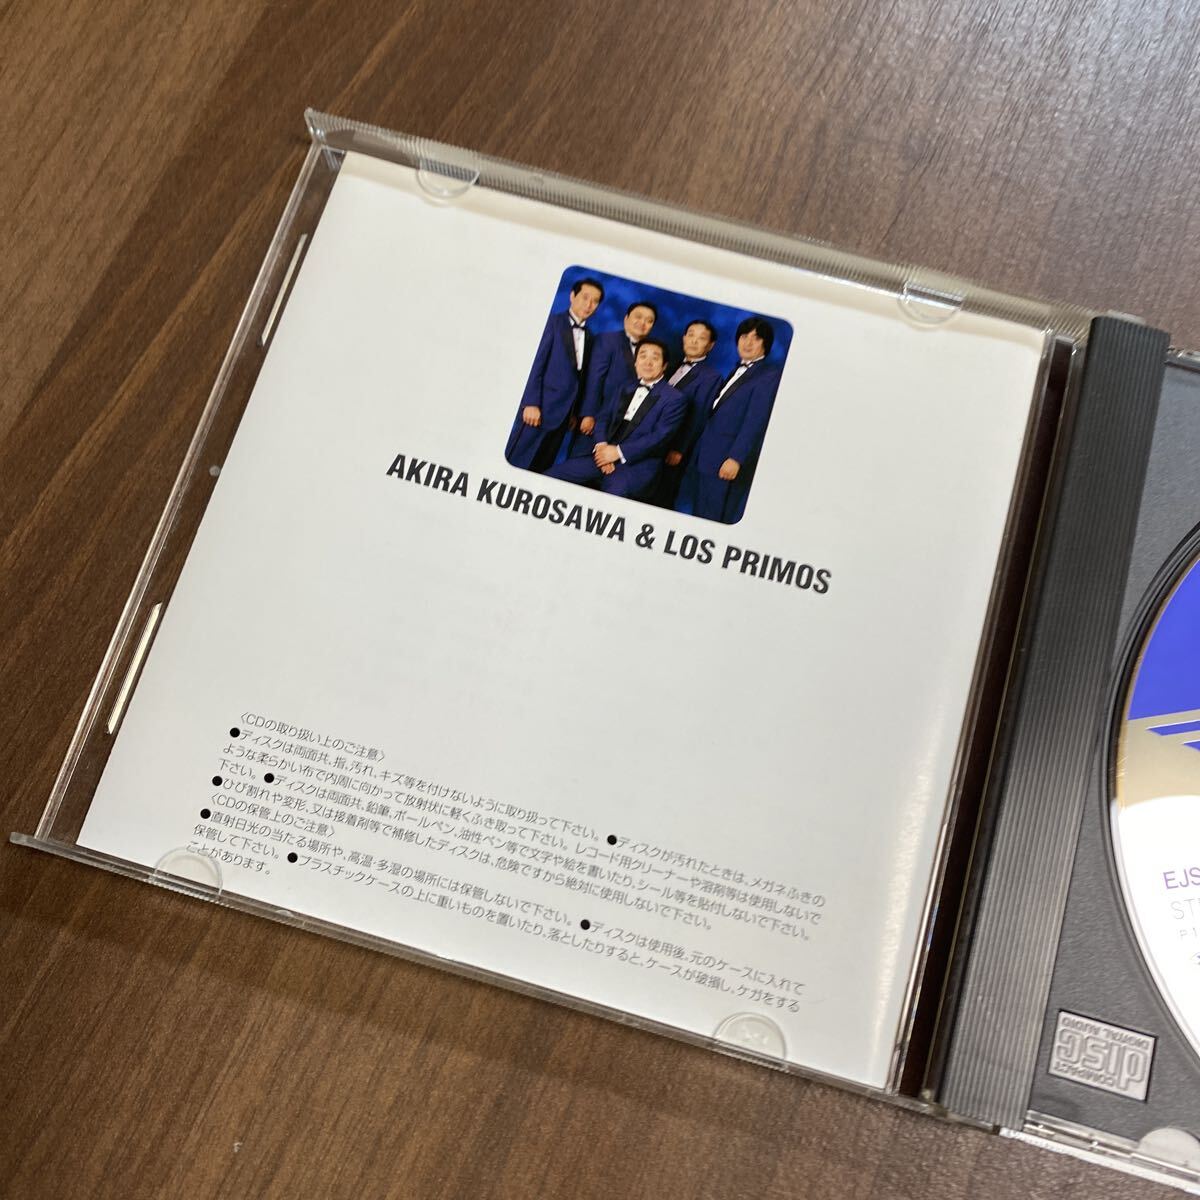 AKIRA KUROSAWA & LOS PRIMOS
〈CDの取り扱い上のご注意〉
●ディスクは両面共、指、汚れ、キズ等を付けないように取り扱って下さい。●ディスクが汚れたときは、メガネふきの
ような柔らかい布で内周に向かって放射状に軽くふき取って下さい。レコード用クリーナーや溶剤等は使用しないで
下さい。●ディスクは両面共、鉛筆、ボールペン、油性ペン等で文字や絵を書いたり、シール等を貼付しないで下さい。
●ひび割れや変形、又は接着剤等で補修したディスクは、危険ですから絶対に使用しないで下さい。
〈CDの保管上のご注意〉
●直射日光の当たる場所や、高温・多湿の場所には保管しないで下さい。●ディスクは使用後、元のケースに入れて
保管して下さい。●プラスチックケースの上に重いものを置いたり、落としたりすると、ケースが破損し、ケガをする
ことがあります。
EJS
ST
P1
COMPACT
disc
DIGITAL AUDIO